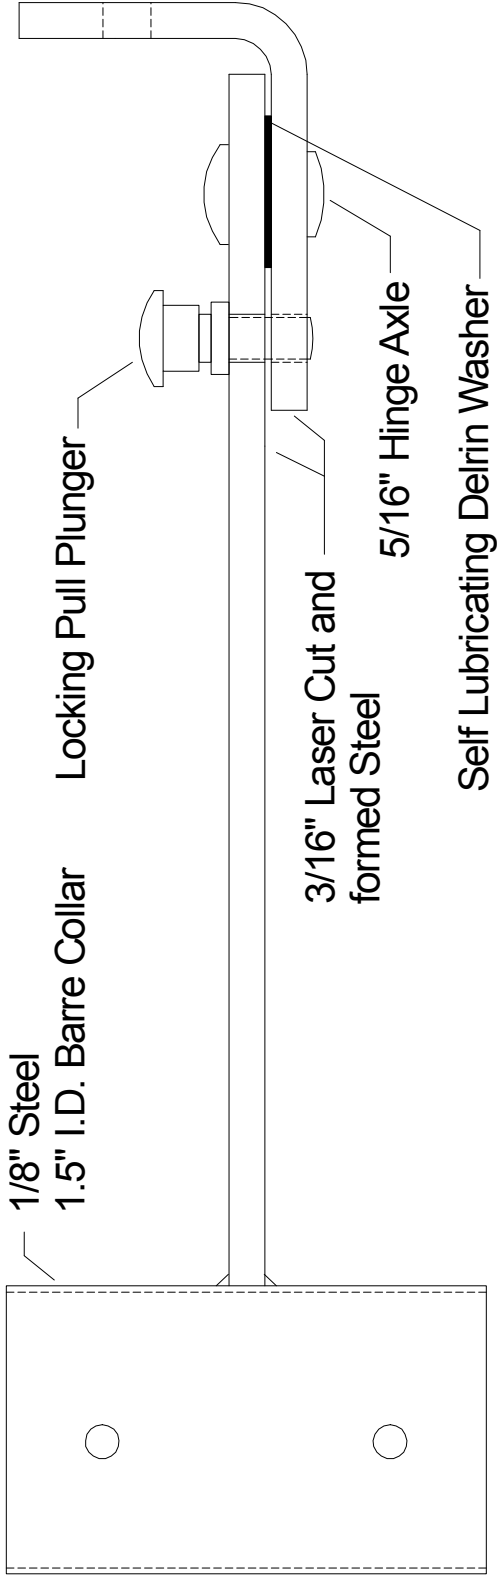 1/8" Steel
1.5" I.D. Barre Collar
Locking Pull Plunger
3/16" Laser Cut and
formed Steel
5/16" Hinge Axle
Self Lubricating Delrin Washer